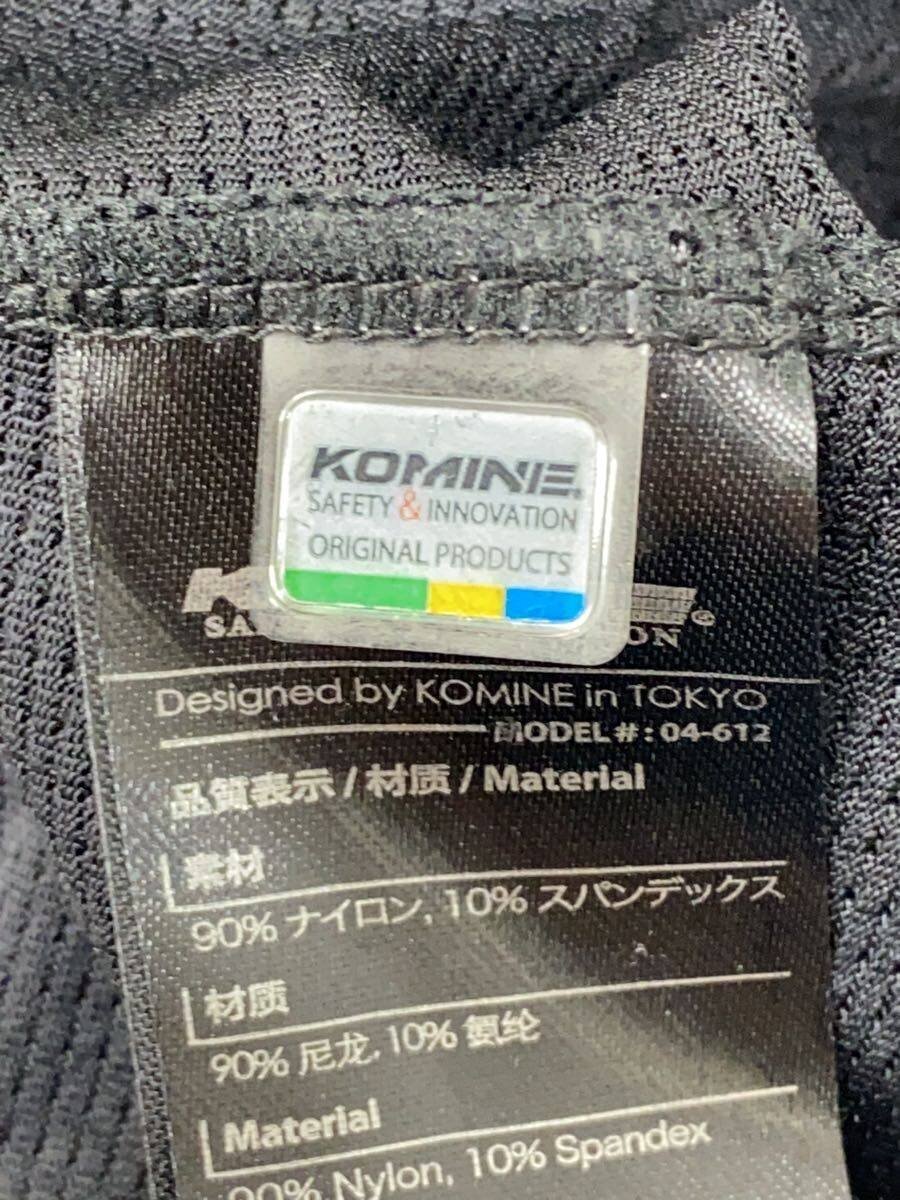 KOMINE
SAFETY & INNOVATION
ORIGINAL PRODUCTS
Designed by KOMINE in TOKYO
MODEL # : 04-612
品質表示 / 材质 / Material
素材
90% ナイロン, 10% スパンデックス
材质
90% 尼龙, 10% 氨纶
Material
90% Nylon, 10% Spandex